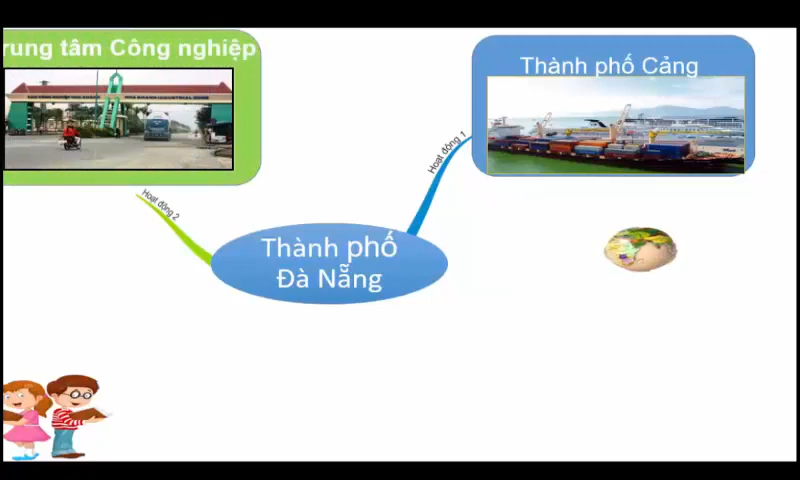 rung tâm Công nghiệp
Thành phố Cảng
Hoạt động 1
Hoạt động 2
Thành phố
Đà Nẵng